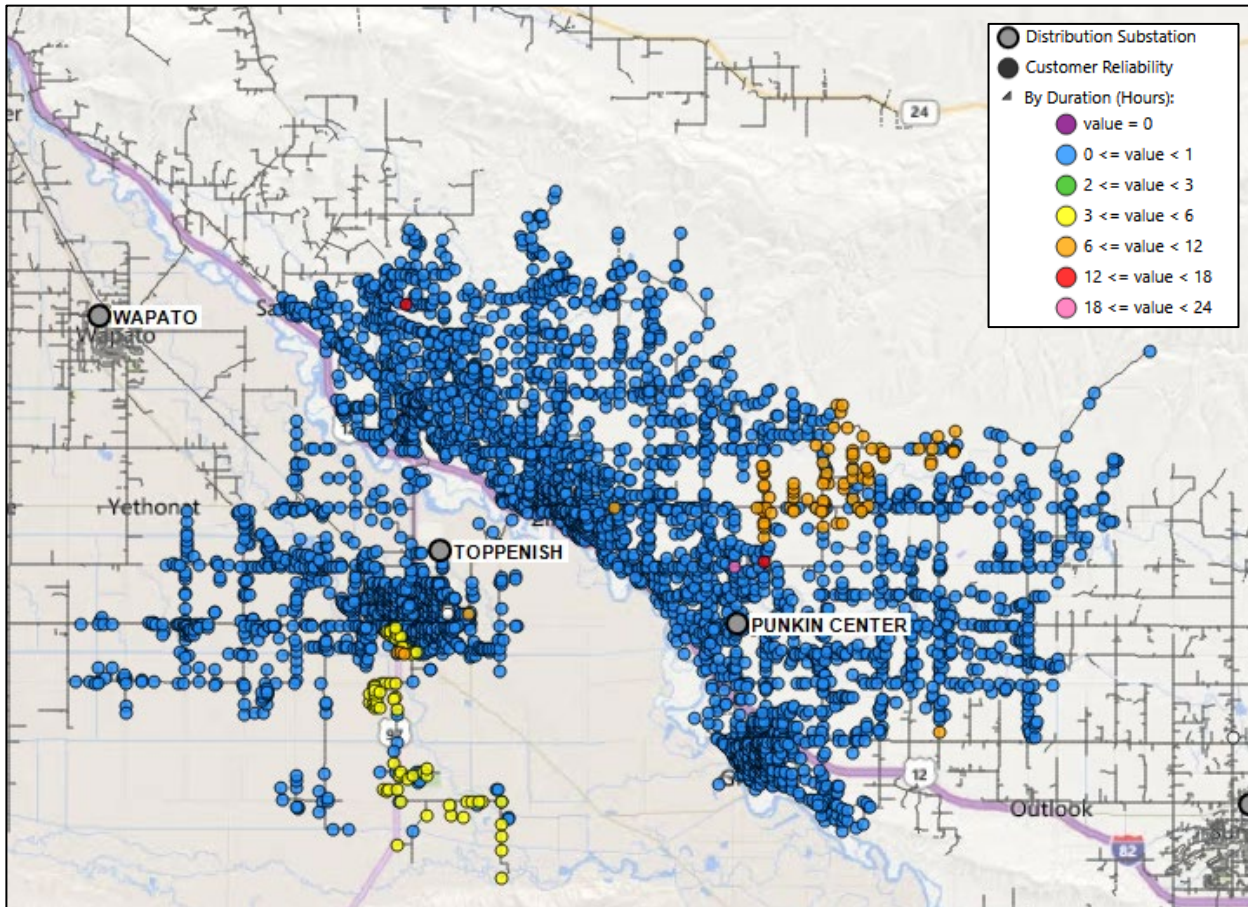 Distribution Substation
Customer Reliability
By Duration (Hours):
value = 0
0 <= value < 1
2 <= value < 3
3 <= value < 6
6 <= value < 12
12 <= value < 18
18 <= value < 24
24
WAPATO
Wapato
Yethonat
TOPPENISH
PUNKIN CENTER
97
12
Outlook
82